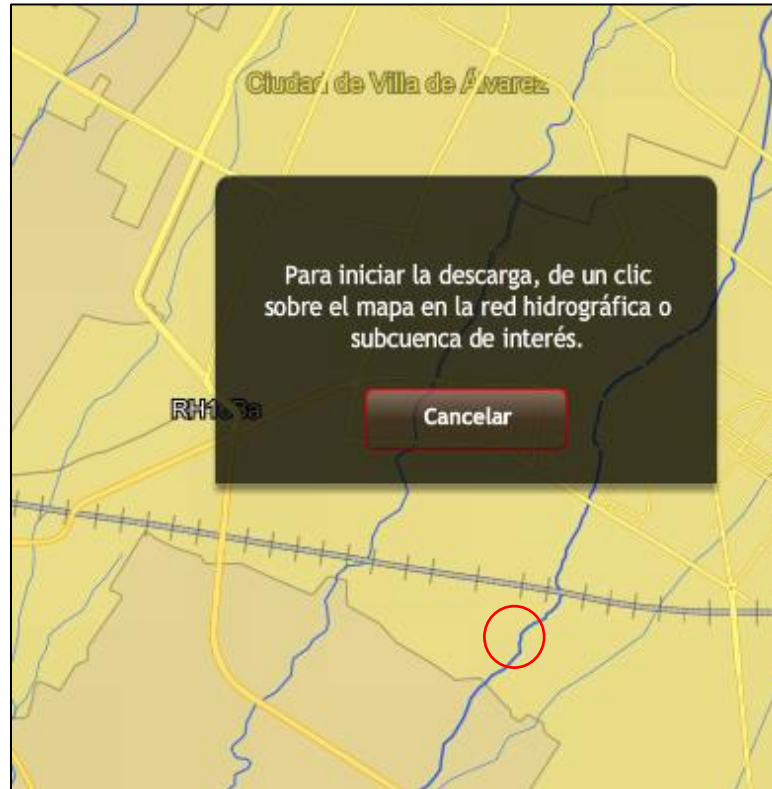 Ciudad de Villa de Álvarez
Para iniciar la descarga, de un clic
sobre el mapa en la red hidrográfica o
subcuenca de interés.
Cancelar